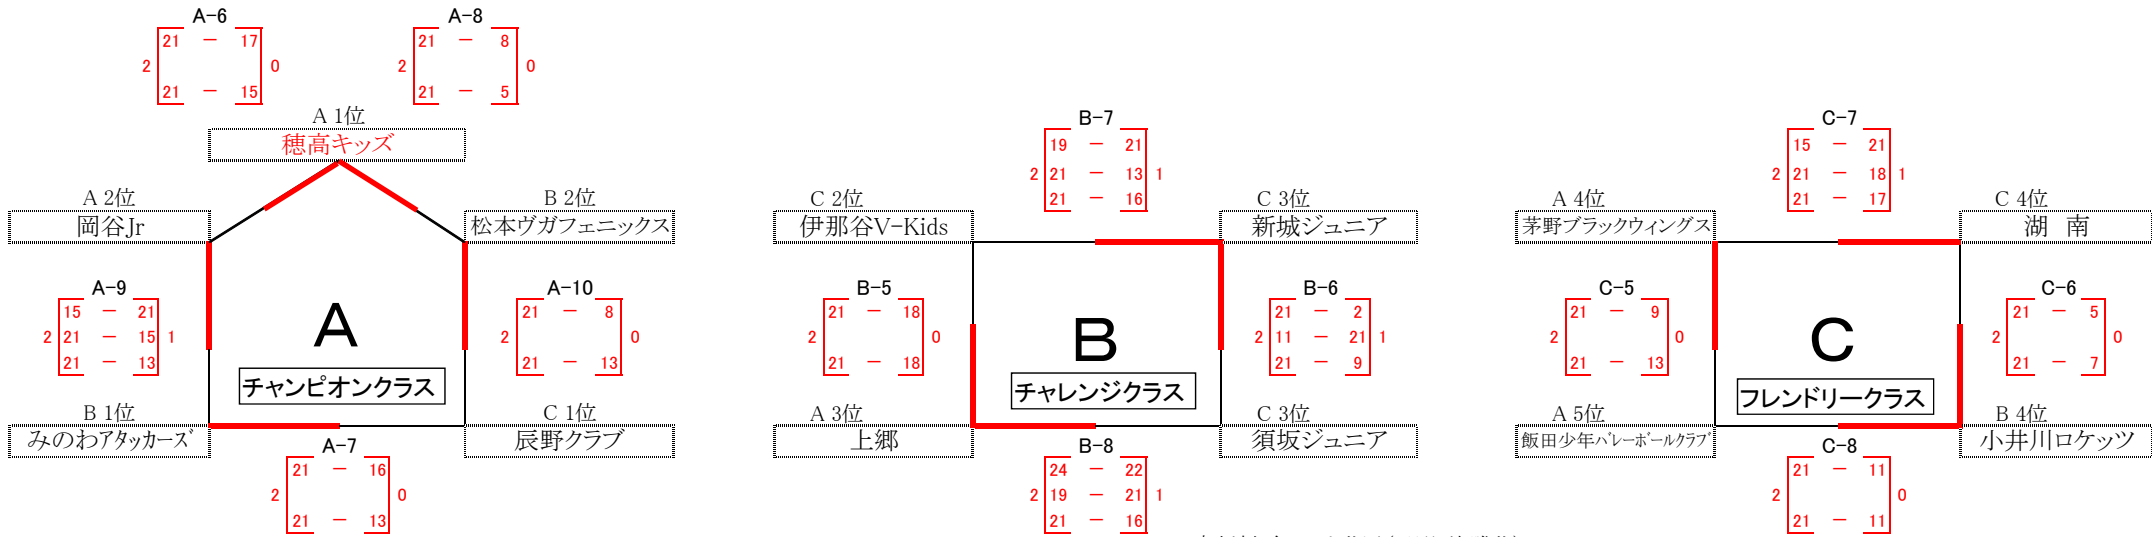 A-6
21 － 17
2 0
21 － 15
A-8
21 － 8
2 0
21 － 5
A 1位
穂高キッズ
A 2位
岡谷Jr
B 2位
松本ヴガフェニックス
A-9
15 － 21
2 21 － 15 1
21 － 13
A
チャンピオンクラス
A-10
21 － 8
2 0
21 － 13
B 1位
みのわアタッカーズ
C 1位
辰野クラブ
A-7
21 － 16
2 0
21 － 13
B-7
19 － 21
2 21 － 13 1
21 － 16
C 2位
伊那谷V-Kids
C 3位
新城ジュニア
B-5
21 － 18
2 0
21 － 18
B
チャレンジクラス
B-6
21 － 2
2 11 － 21 1
21 － 9
A 3位
上郷
C 3位
須坂ジュニア
B-8
24 － 22
2 19 － 21 1
21 － 16
C-7
15 － 21
2 21 － 18 1
21 － 17
A 4位
茅野ブラックウィングス
C 4位
湖　南
C-5
21 － 9
2 0
21 － 13
C
フレンドリークラス
C-6
21 － 5
2 0
21 － 7
A 5位
飯田少年バレーボールクラブ
B 4位
小井川ロケッツ
C-8
21 － 11
2 0
21 － 11